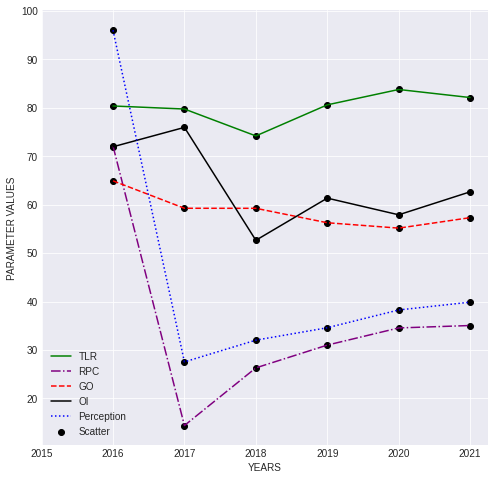 100
90
80
70
60
50
40
30
20
PARAMETER VALUES
TLR
RPC
GO
OI
Perception
Scatter
2015 2016 2017 2018 2019 2020 2021
YEARS